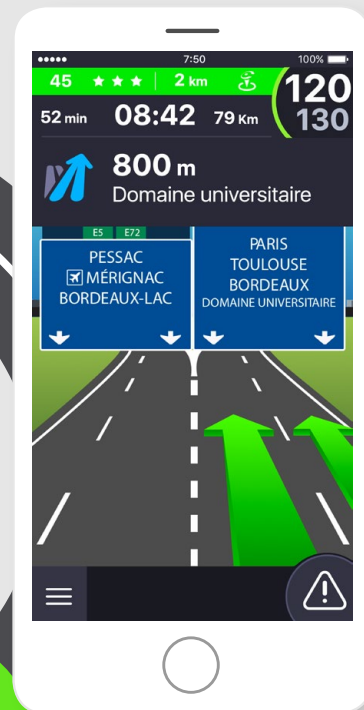 7:50
100%
45
2 km
120
130
52 min
08:42
79 Km
800 m
Domaine universitaire
E5
E72
PESSAC
MÉRIGNAC
BORDEAUX-LAC
PARIS
TOULOUSE
BORDEAUX
DOMAINE UNIVERSITAIRE